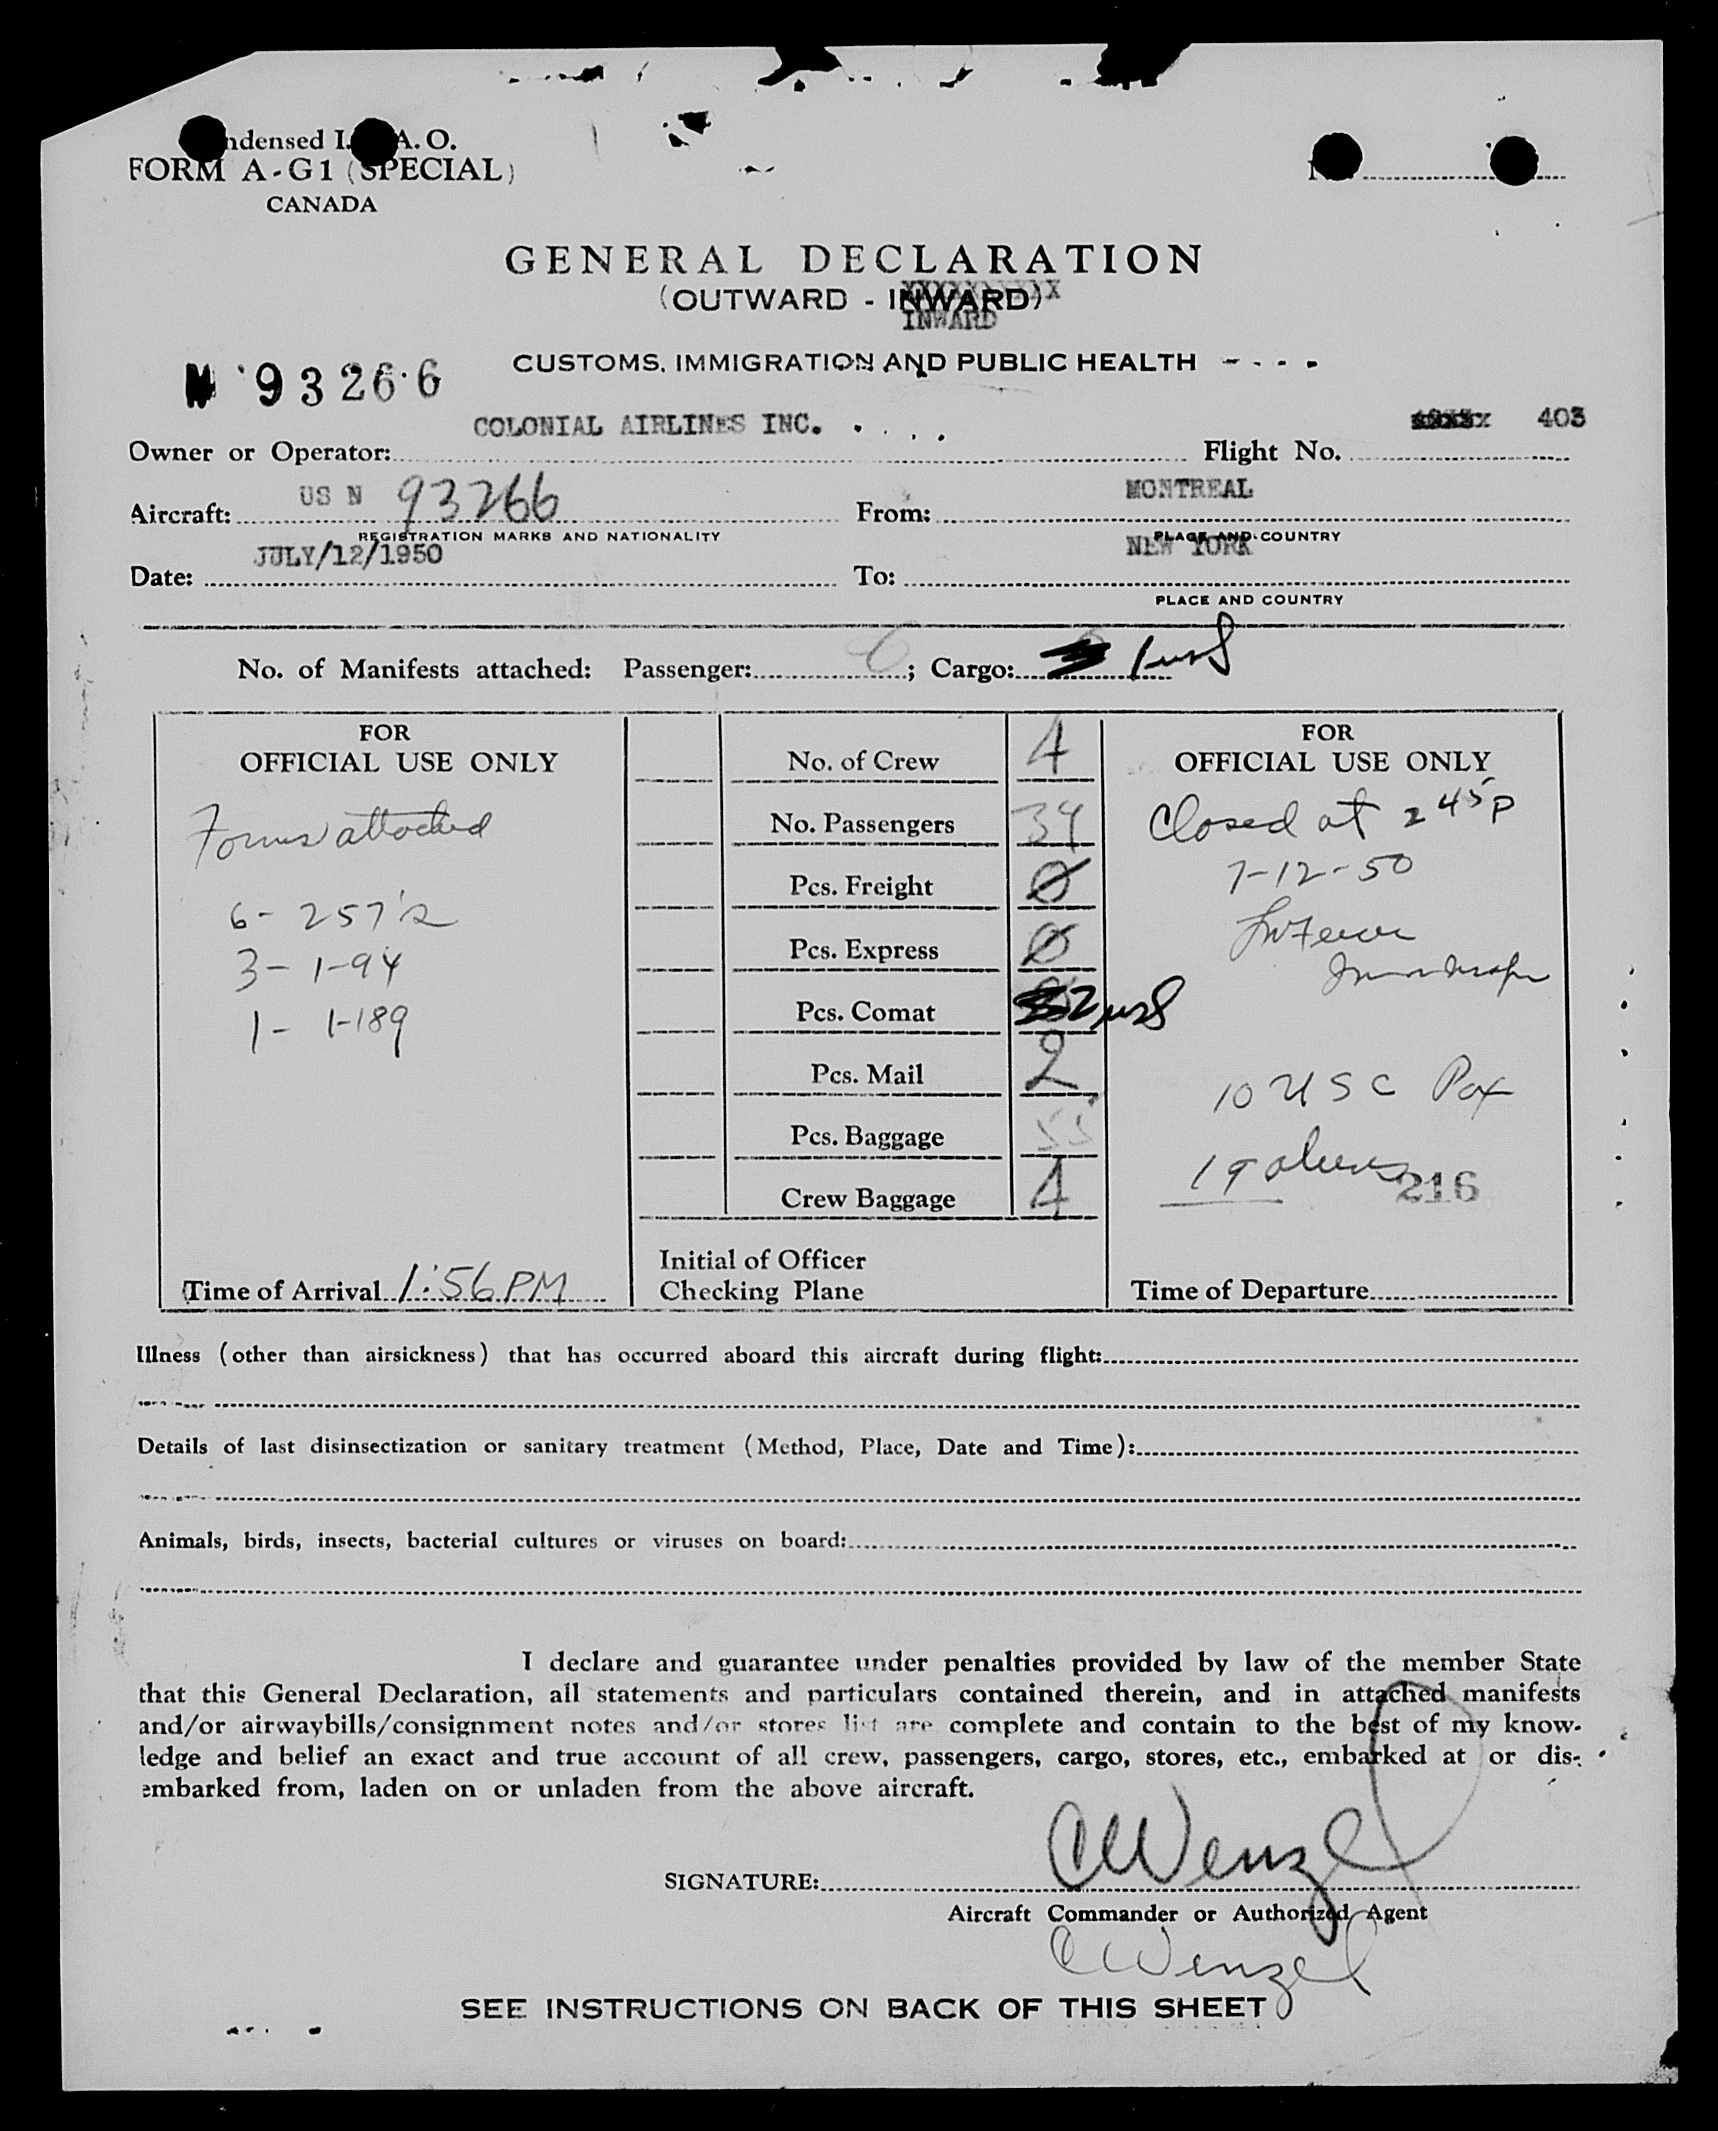 ndensed I. A. O.
FORM A-G1 (SPECIAL)
CANADA
GENERAL DECLARATION
(OUTWARD - INWARD)
INWARD
CUSTOMS, IMMIGRATION AND PUBLIC HEALTH
N 93266
COLONIAL AIRLINES INC. 403
Owner or Operator: Flight No.
US N 93266 MONTREAL
Aircraft: From:
REGISTRATION MARKS AND NATIONALITY PLACE AND COUNTRY
JULY/12/1950 NEW YORK
Date: To:
PLACE AND COUNTRY
No. of Manifests attached: Passenger: 6; Cargo: 1
FOR
OFFICIAL USE ONLY
Forms attached
6 - 257's
3 - 1-94
1 - 1-189
Time of Arrival 1:56 PM
No. of Crew 4
No. Passengers 34
Pcs. Freight 0
Pcs. Express 0
Pcs. Comat 2
Pcs. Mail 2
Pcs. Baggage 55
Crew Baggage 4
Initial of Officer
Checking Plane
FOR
OFFICIAL USE ONLY
Closed at 2 45 P
7-12-50
10 USC Pax
19 aliens
216
Time of Departure
Illness (other than airsickness) that has occurred aboard this aircraft during flight:
Details of last disinsectization or sanitary treatment (Method, Place, Date and Time):
Animals, birds, insects, bacterial cultures or viruses on board:
I declare and guarantee under penalties provided by law of the member State
that this General Declaration, all statements and particulars contained therein, and in attached manifests
and/or airwaybills/consignment notes and/or stores list are complete and contain to the best of my know-
ledge and belief an exact and true account of all crew, passengers, cargo, stores, etc., embarked at or dis-
embarked from, laden on or unladen from the above aircraft.
CWenzel
SIGNATURE:
Aircraft Commander or Authorized Agent
CWenzel
SEE INSTRUCTIONS ON BACK OF THIS SHEET